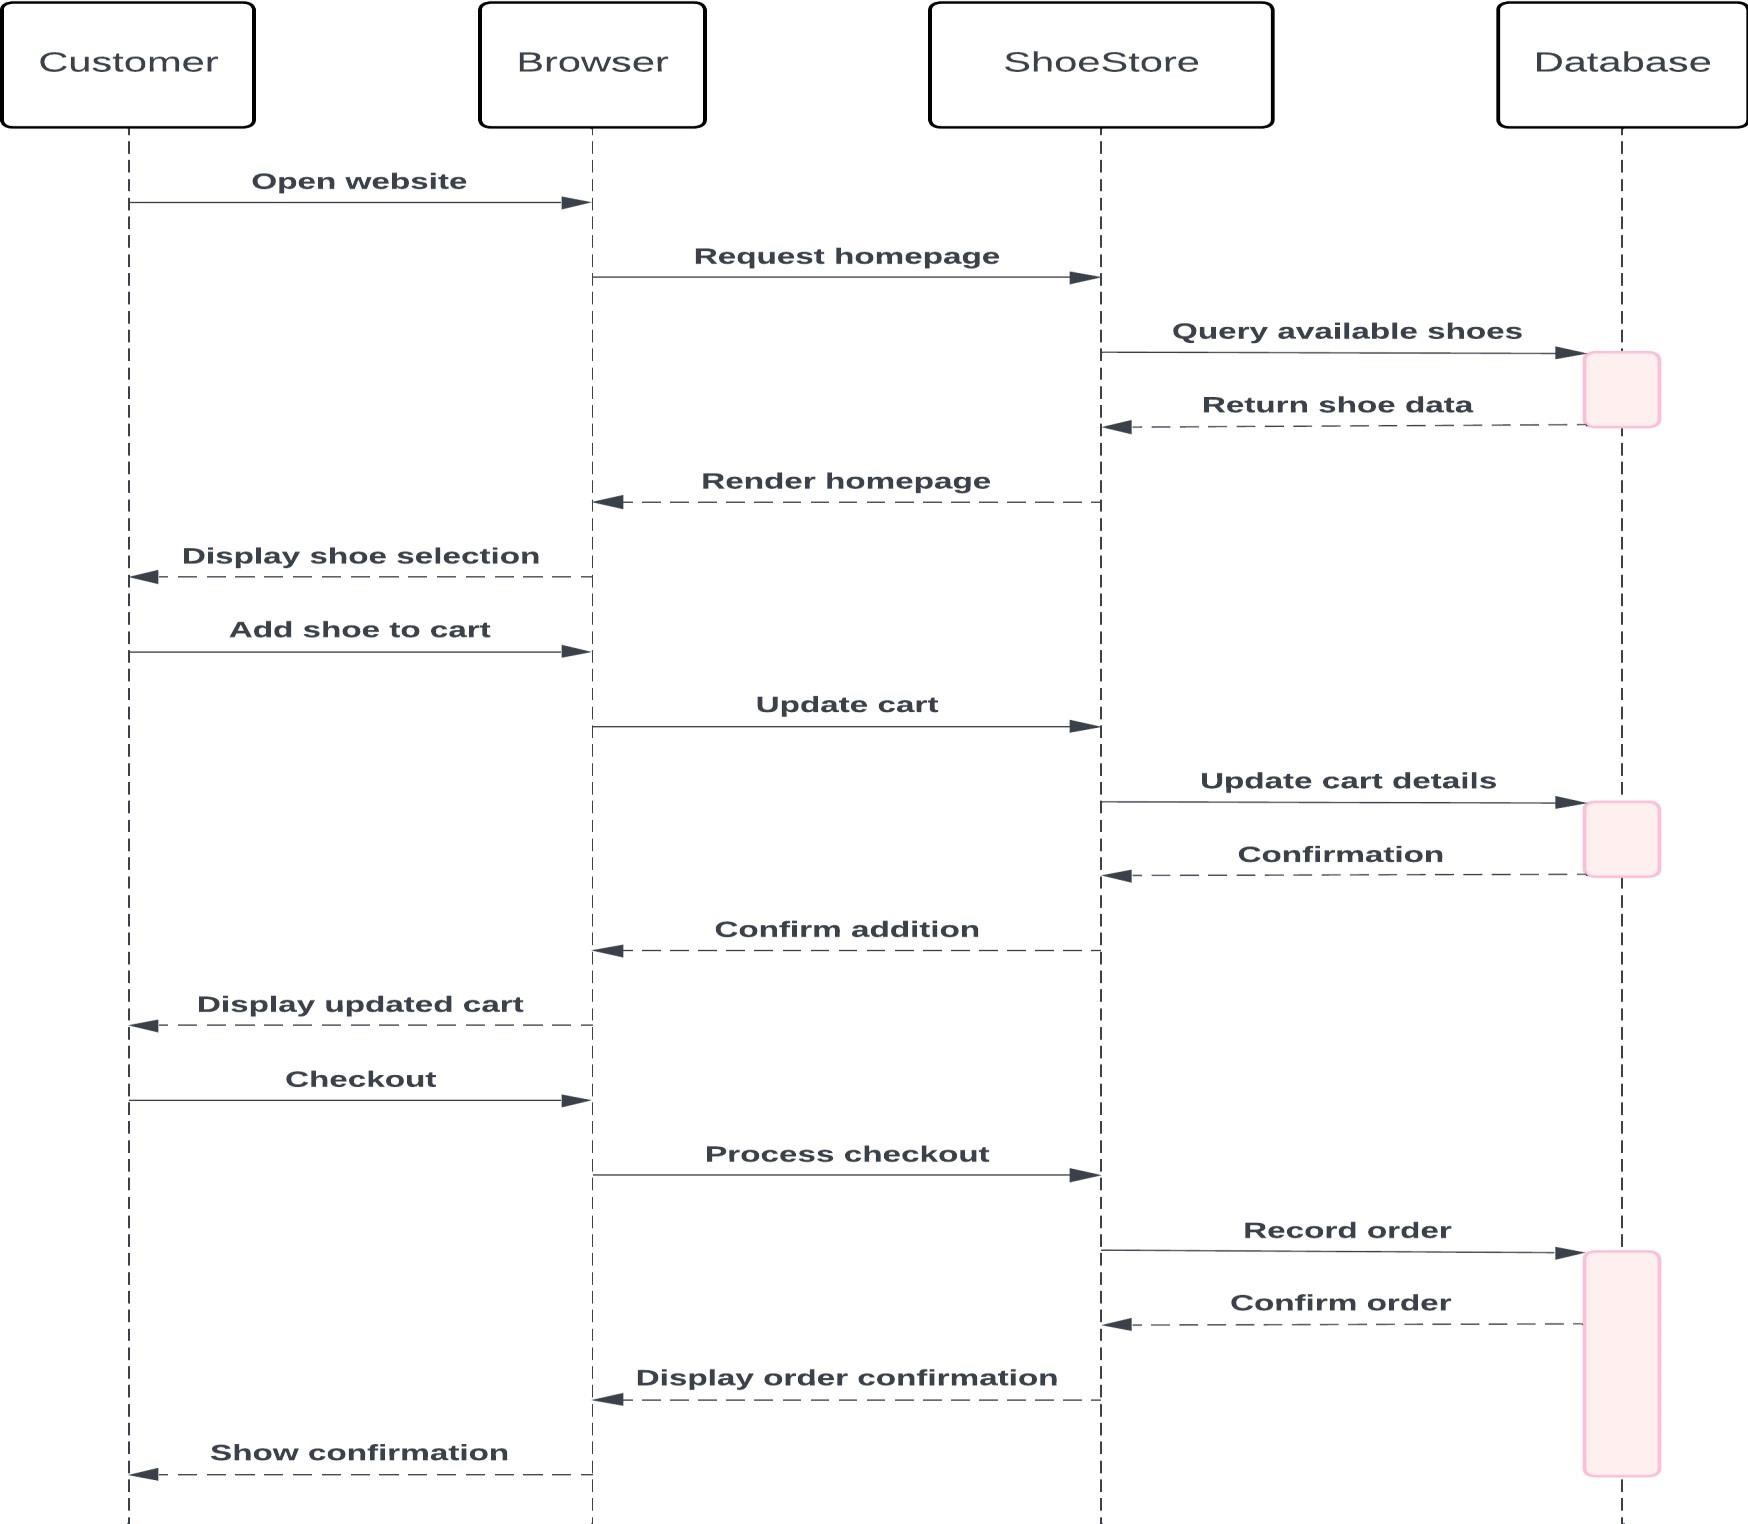 Customer
Browser
ShoeStore
Database
Open website
Request homepage
Query available shoes
Return shoe data
Render homepage
Display shoe selection
Add shoe to cart
Update cart
Update cart details
Confirmation
Confirm addition
Display updated cart
Checkout
Process checkout
Record order
Confirm order
Display order confirmation
Show confirmation